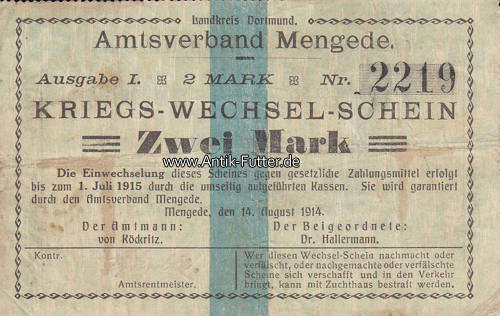 Landkreis Dortmund.
Amtsverband Mengede.
Ausgabe I. ※ 2 MARK ※ Nr. 2219
KRIEGS-WECHSEL-SCHEIN
Zwei Mark
www.Antik-Futter.de
Die Einwechselung dieses Scheines gegen gesetzliche Zahlungsmittel erfolgt
bis zum 1. Juli 1915 durch die umseitig aufgeführten Kassen. Sie wird garantiert
durch den Amtsverband Mengede.
Mengede, den 14. August 1914.
Der Amtmann: Der Beigeordnete:
von Köckritz. Dr. Hallermann.
Kontr.
Amtsrentmeister.
Wer diesen Wechsel-Schein nachmacht oder
verfälscht, oder nachgemachte oder verfälschte
Scheine sich verschafft und in den Verkehr
bringt, kann mit Zuchthaus bestraft werden.